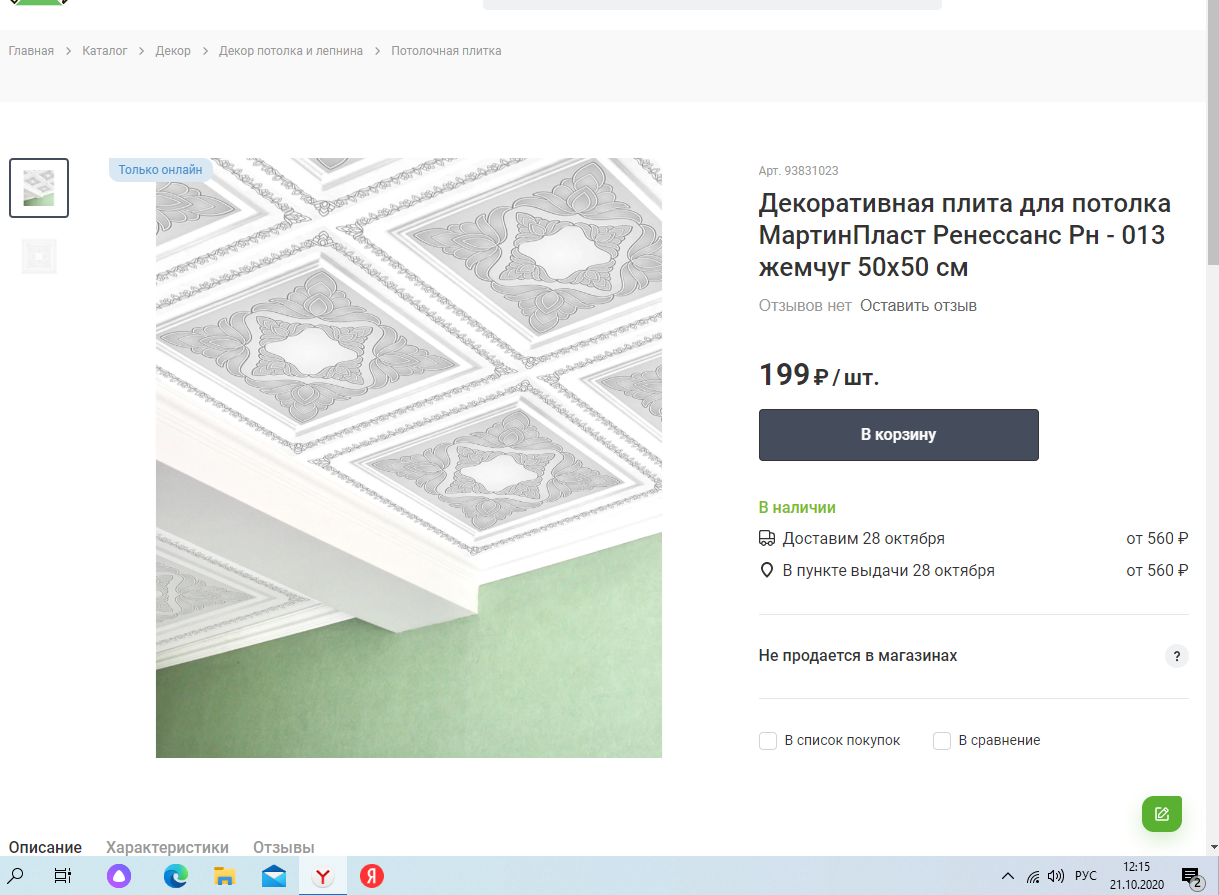 Главная > Каталог > Декор > Декор потолка и лепнина > Потолочная плитка
Только онлайн
Арт. 93831023
Декоративная плита для потолка
МартинПласт Ренессанс Рн - 013
жемчуг 50х50 см
Отзывов нет Оставить отзыв
199 ₽ / шт.
В корзину
В наличии
Доставим 28 октября от 560 ₽
В пункте выдачи 28 октября от 560 ₽
Не продается в магазинах ?
В список покупок В сравнение
Описание Характеристики Отзывы
РУС
12:15
21.10.2020
2